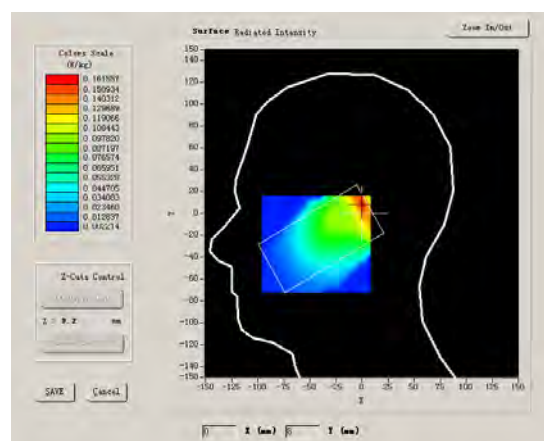 Surface Radiated Intensity
Zoom In/Out
Colors Scale
(W/kg)
0.161557
0.150934
0.140312
0.129689
0.119066
0.108443
0.097820
0.087197
0.076574
0.065951
0.055328
0.044705
0.034083
0.023460
0.012837
150
140
120
100
80
60
40
20
0
-20
-40
-60
-80
-100
-120
-140
-150
Y
-150 -125 -100 -75 -50 -25 0 25 50 75 100 125 150
X
Z-Cuts Control
Z = mm
SAVE
Cancel
0 X (mm) Y (mm)